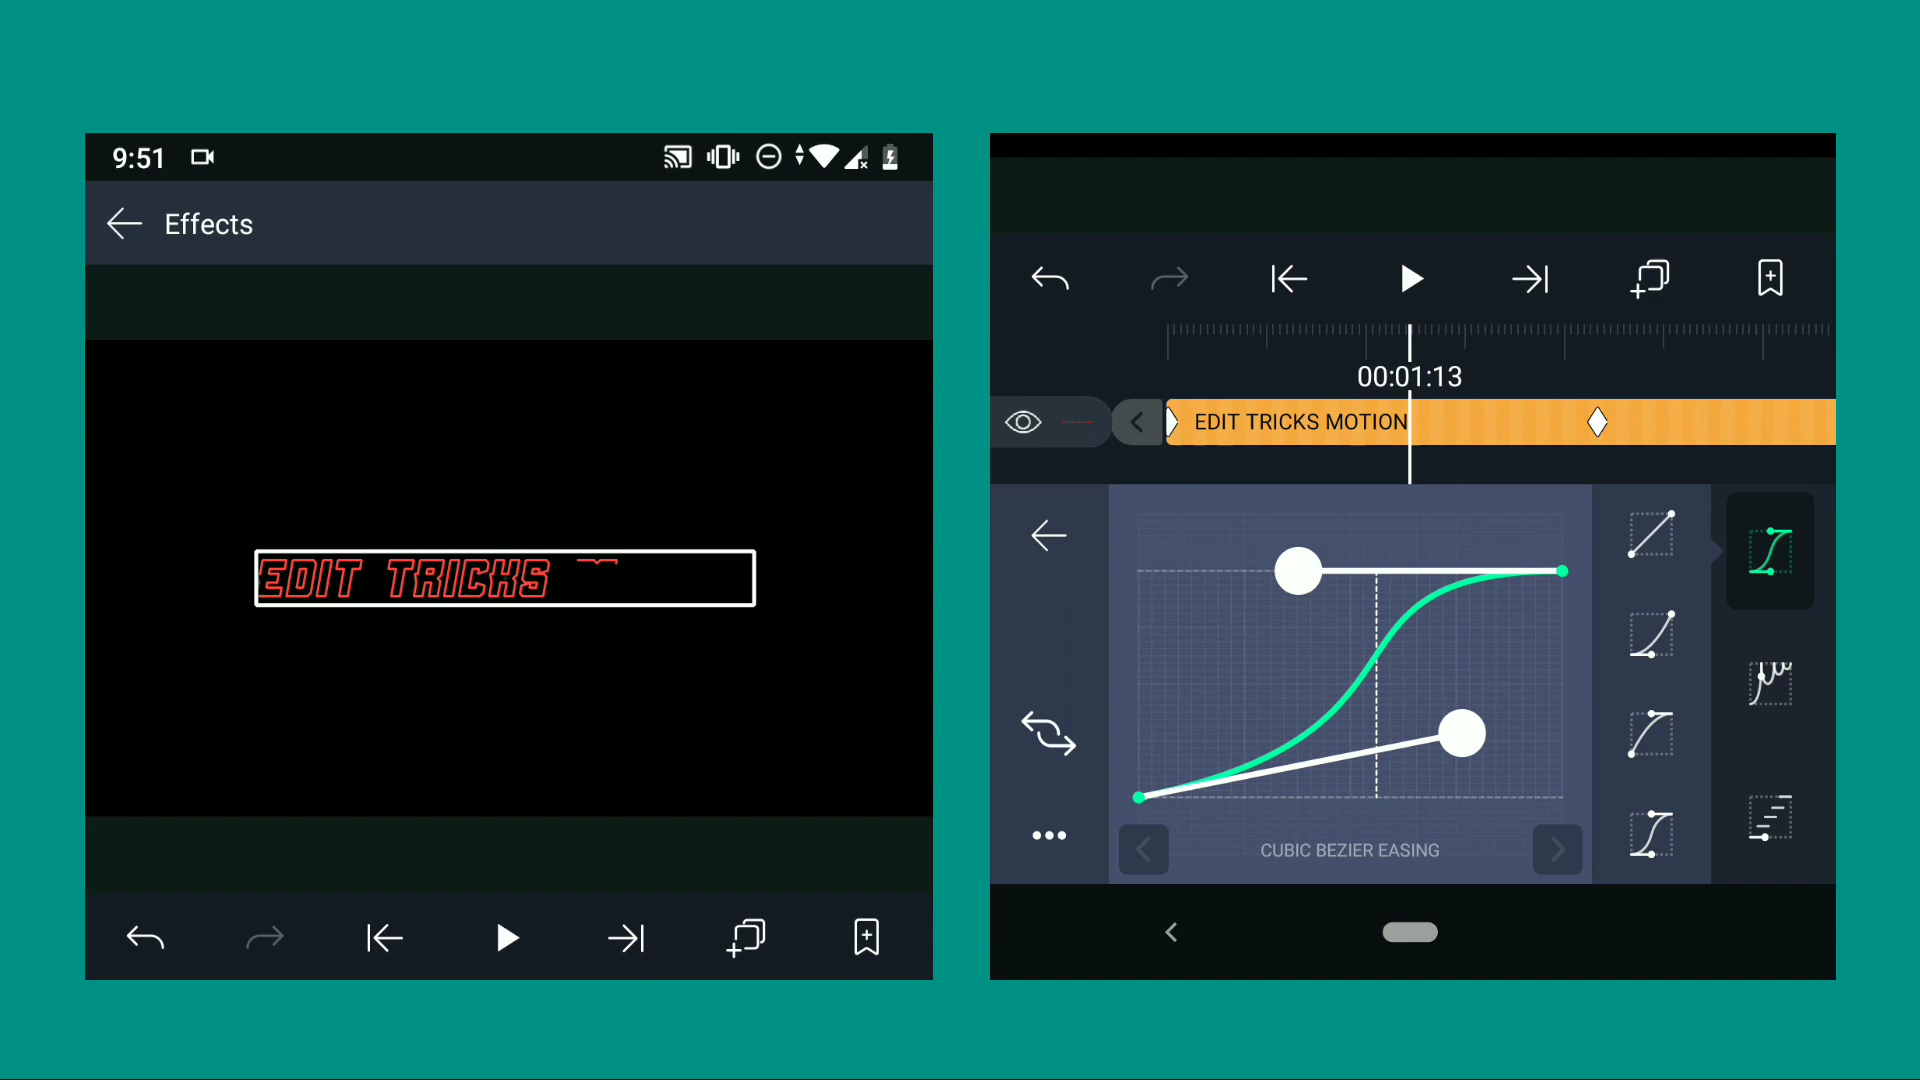 9:51
Effects
EDIT TRICKS
00:01:13
EDIT TRICKS MOTION
CUBIC BEZIER EASING